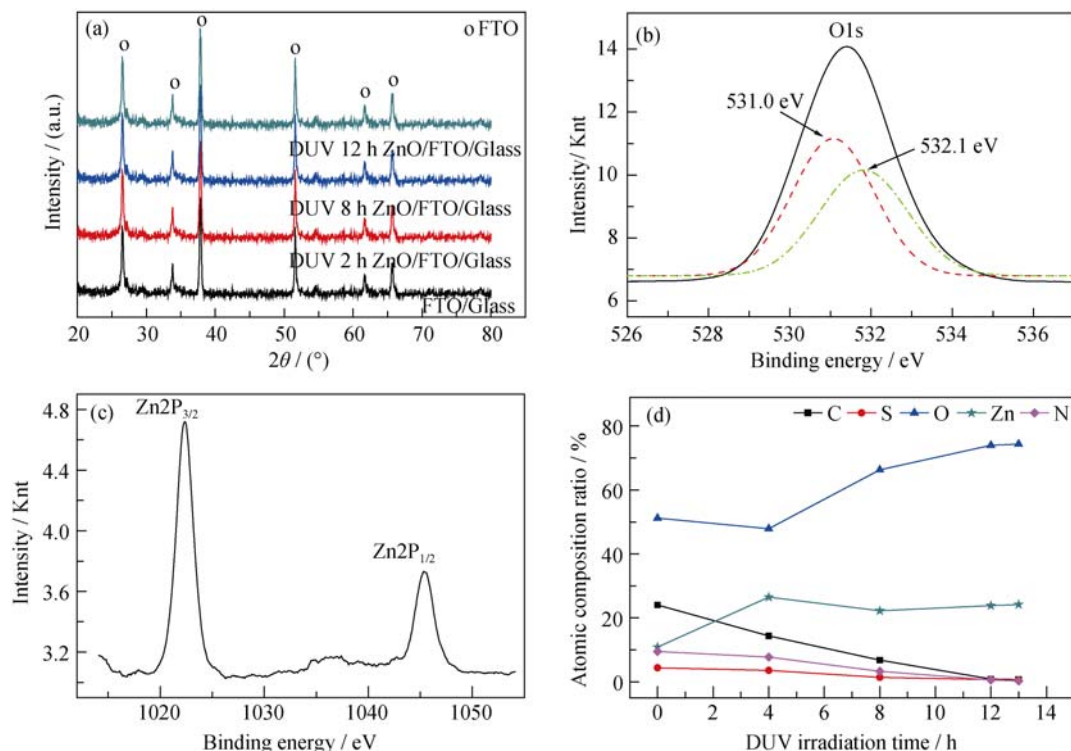 (a)
o FTO
o o o o o o
DUV 12 h ZnO/FTO/Glass
DUV 8 h ZnO/FTO/Glass
DUV 2 h ZnO/FTO/Glass
FTO/Glass
Intensity / (a.u.)
20 30 40 50 60 70 80
2θ / (°)
(b)
O1s
531.0 eV
532.1 eV
Intensity/ Knt
14
12
10
8
6
526 528 530 532 534 536
Binding energy / eV
(c)
Zn2P3/2
Zn2P1/2
Intensity / Knt
4.8
4.4
4.0
3.6
3.2
1020 1030 1040 1050
Binding energy / eV
(d)
C S O Zn N
Atomic composition ratio / %
80
60
40
20
0
0 2 4 6 8 10 12 14
DUV irradiation time / h